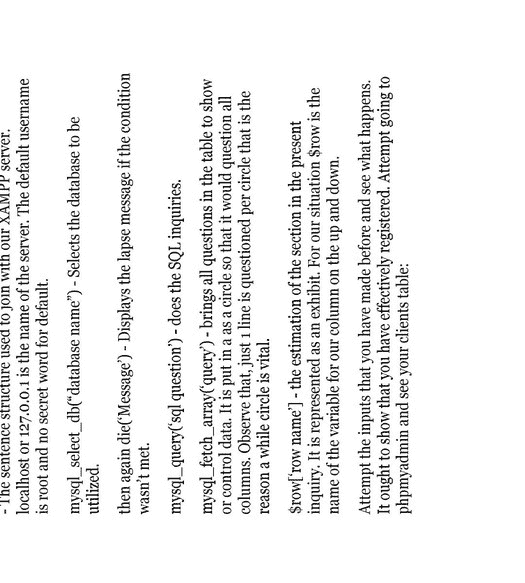 - The sentence structure used to join with our XAMPP server.
localhost or 127.0.0.1 is the name of the server. The default username
is root and no secret word for default.
mysql_select_db("database name") - Selects the database to be
utilized.
then again die('Message') - Displays the lapse message if the condition
wasn't met.
mysql_query('sql question') - does the SQL inquiries.
mysql_fetch_array('query') - brings all questions in the table to show
or control data. It is put in a as a circle so that it would question all
columns. Observe that, just 1 line is questioned per circle that is the
reason a while circle is vital.
$row['row name'] - the estimation of the section in the present
inquiry. It is represented as an exhibit. For our situation $row is the
name of the variable for our column on the up and down.
Attempt the inputs that you have made before and see what happens.
It ought to show that you have effectively registered. Attempt going to
phpmyadmin and see your clients table: